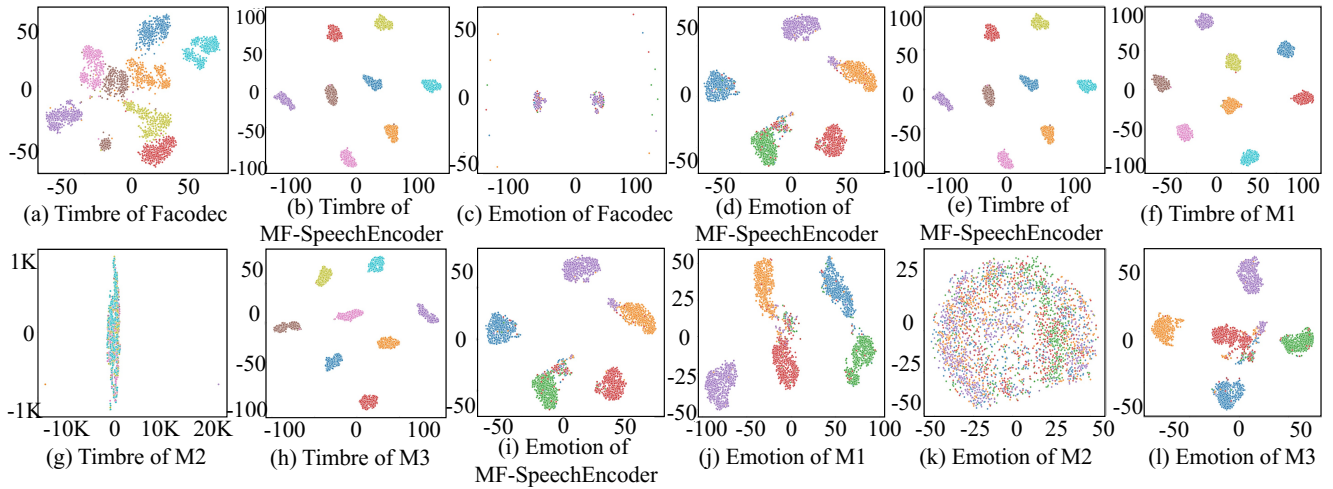 50
0
-50
-50 0 50
(a) Timbre of Facodec
100
50
0
-50
-100
-100 0 100
(b) Timbre of
MF-SpeechEncoder
50
0
-50
-100 0 100
(c) Emotion of Facodec
50
0
-50
-50 0 50
(d) Emotion of
MF-SpeechEncoder
100
50
0
-50
-100
-100 0 100
(e) Timbre of
MF-SpeechEncoder
100
50
0
-50
-100
-50 0 50 100
(f) Timbre of M1
1K
0
-1K
-10K 0 10K 20K
(g) Timbre of M2
50
0
-50
-100
-100 0 100
(h) Timbre of M3
50
0
-50
-50 0 50
(i) Emotion of
MF-SpeechEncoder
50
25
0
-25
-50
-100 -50 0 50 100
(j) Emotion of M1
25
0
-25
-50
-50 -25 0 25 50
(k) Emotion of M2
50
0
-50
-50 0 50
(l) Emotion of M3